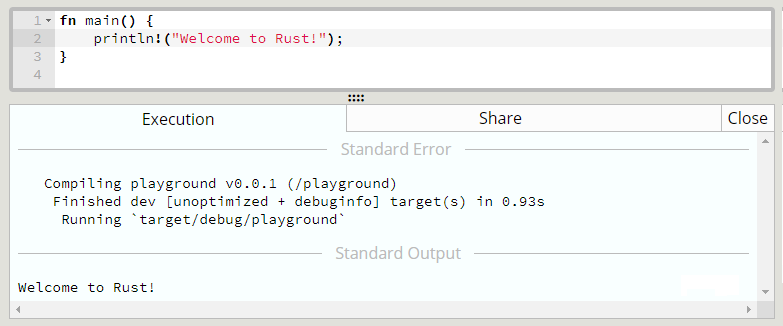 1 fn main() {
2 println!("Welcome to Rust!");
3 }
4
Execution Share Close
Standard Error
Compiling playground v0.0.1 (/playground)
Finished dev [unoptimized + debuginfo] target(s) in 0.93s
Running `target/debug/playground`
Standard Output
Welcome to Rust!